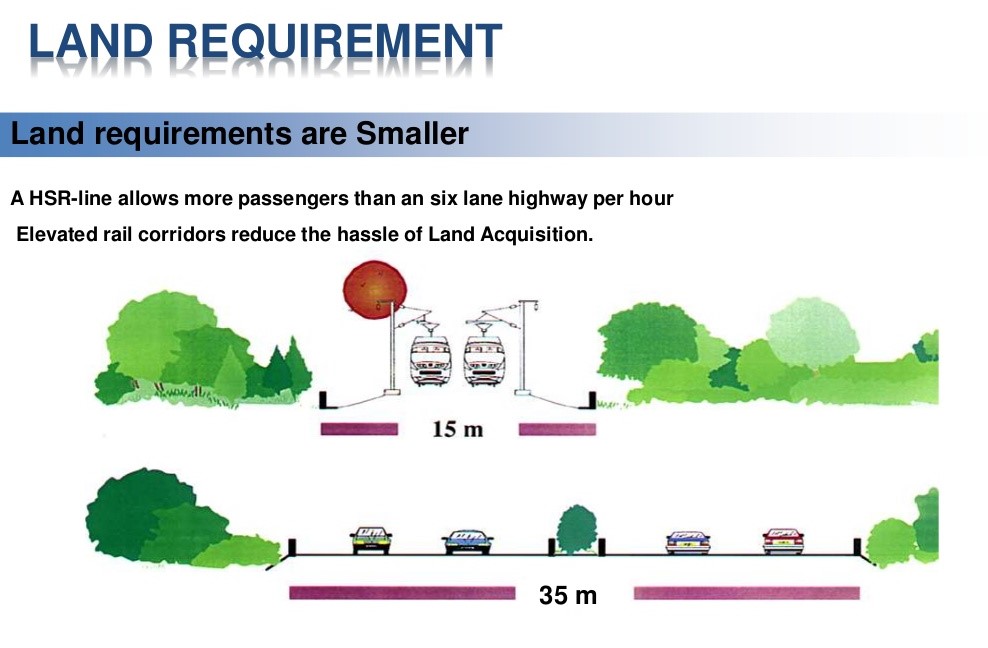 LAND REQUIREMENT
Land requirements are Smaller
A HSR-line allows more passengers than an six lane highway per hour
Elevated rail corridors reduce the hassle of Land Acquisition.
15 m
35 m